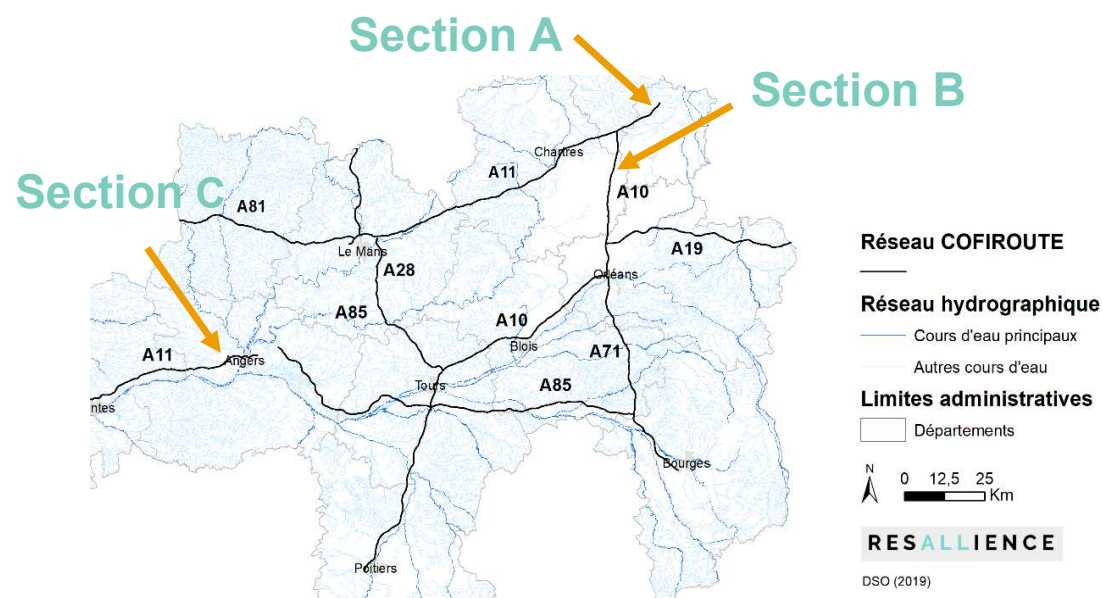 Section A
Section B
Section C
Chartres
A11
A10
A81
Le Mans
A28
A19
Orléans
A85
A10
Blois
A71
A11
Angers
Tours
A85
ntes
Bourges
Poitiers
Réseau COFIROUTE
Réseau hydrographique
Cours d'eau principaux
Autres cours d'eau
Limites administratives
Départements
N
0 12,5 25
Km
RESALLIENCE
DSO (2019)